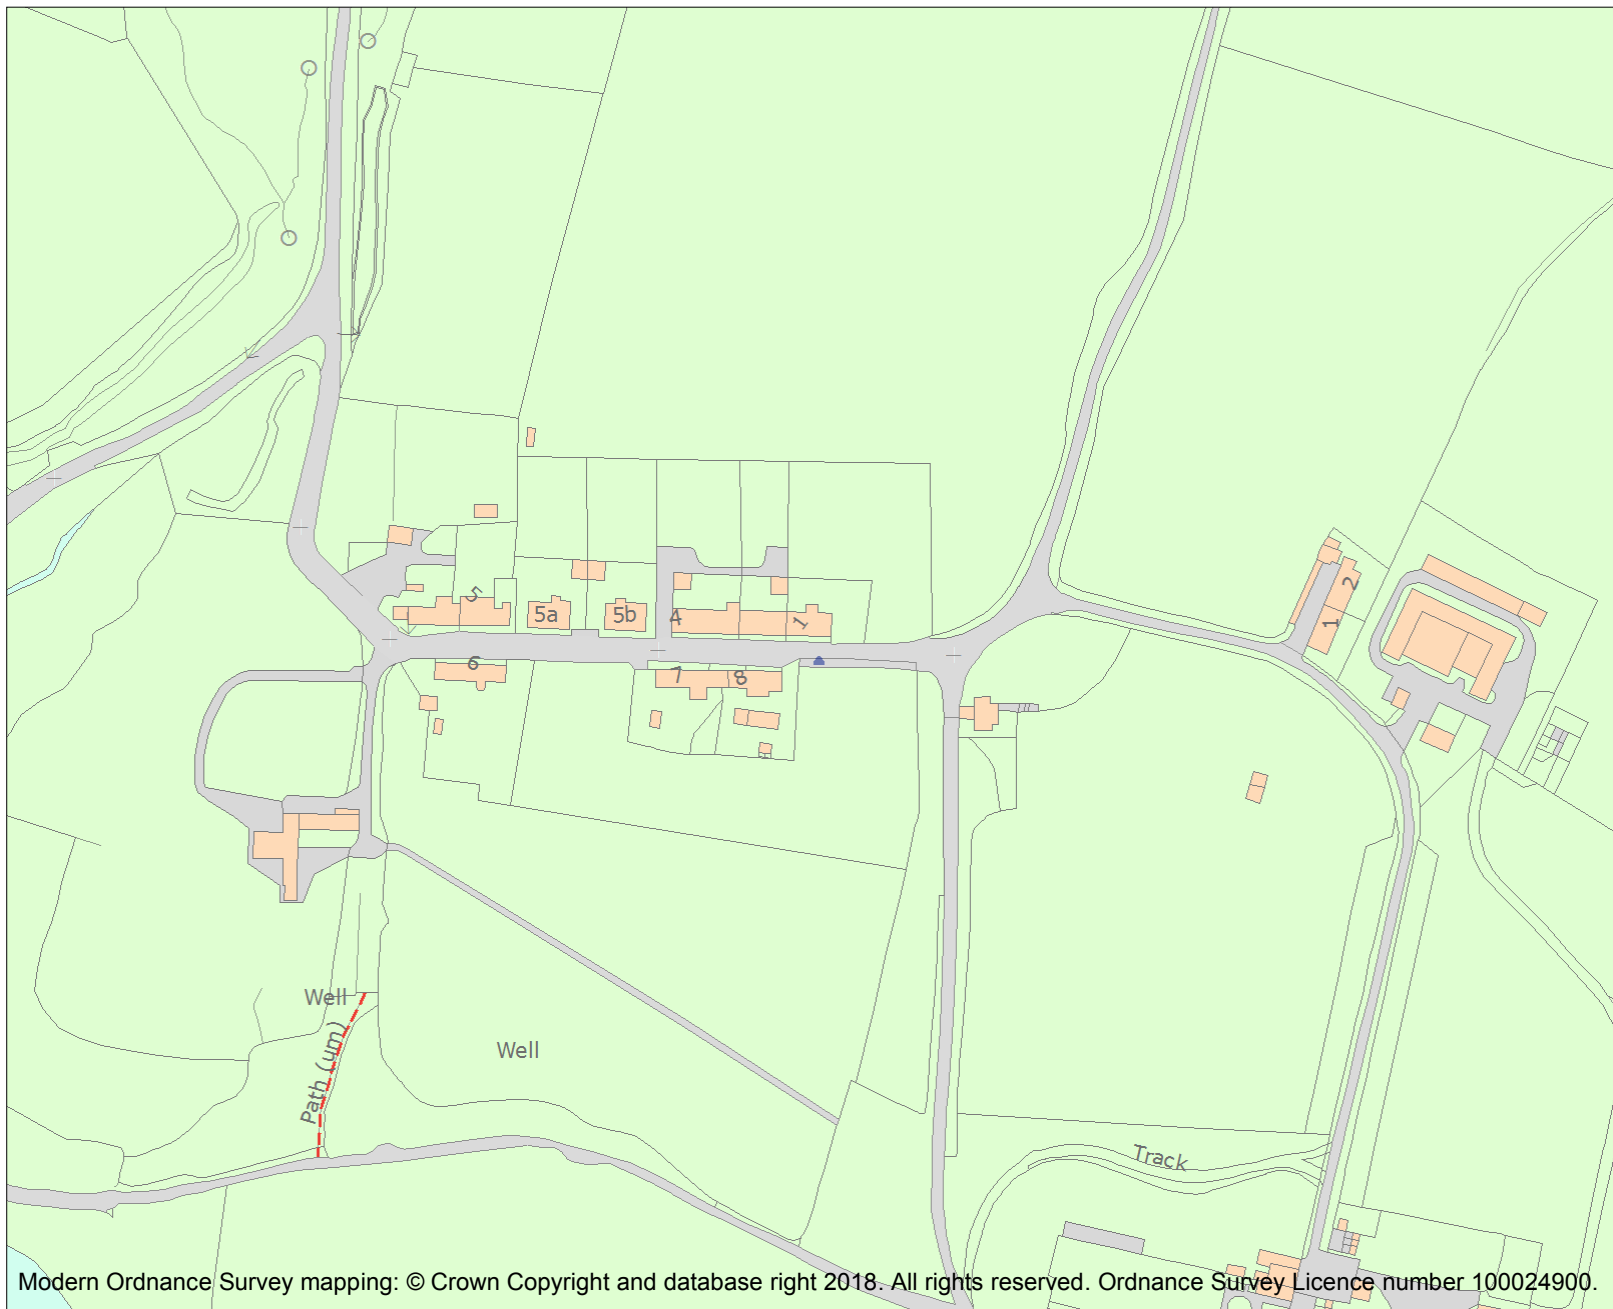 5
5a
5b
4
1
2
1
6
7
8
Well
Path (um)
Well
Track
Modern Ordnance Survey mapping: © Crown Copyright and database right 2018. All rights reserved. Ordnance Survey Licence number 100024900.